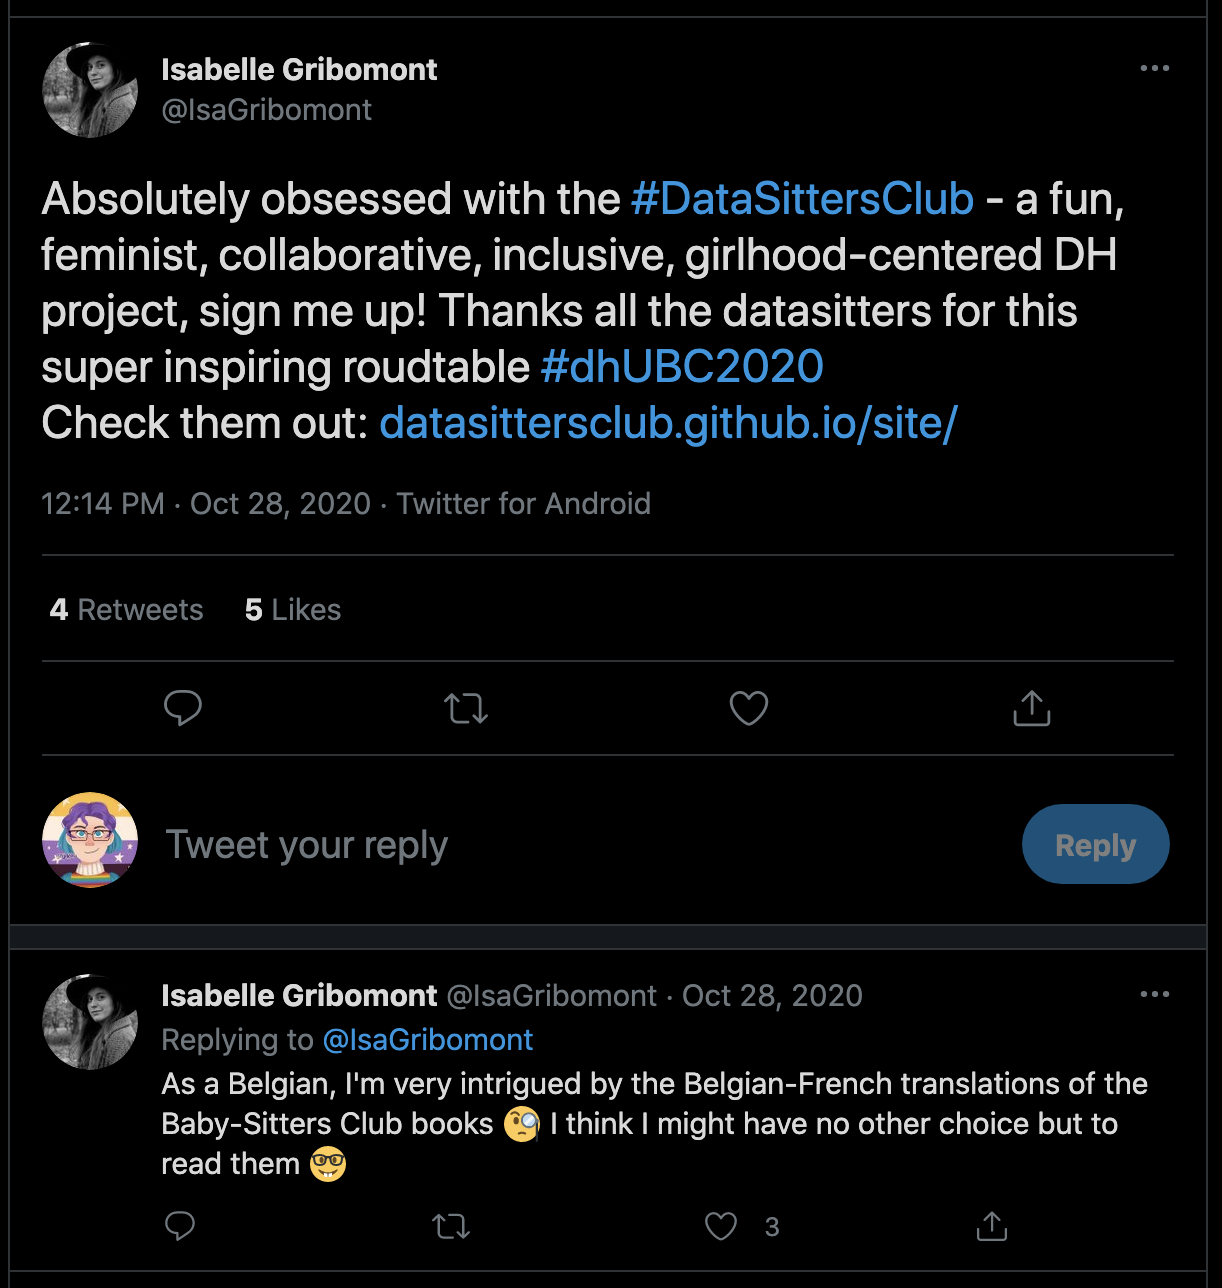 Isabelle Gribomont
@IsaGribomont
Absolutely obsessed with the #DataSittersClub - a fun,
feminist, collaborative, inclusive, girlhood-centered DH
project, sign me up! Thanks all the datasitters for this
super inspiring roudtable #dhUBC2020
Check them out: datasittersclub.github.io/site/
12:14 PM · Oct 28, 2020 · Twitter for Android
4 Retweets 5 Likes
Tweet your reply
Reply
Isabelle Gribomont @IsaGribomont · Oct 28, 2020
Replying to @IsaGribomont
As a Belgian, I'm very intrigued by the Belgian-French translations of the
Baby-Sitters Club books 🧐 I think I might have no other choice but to
read them 🤓
3